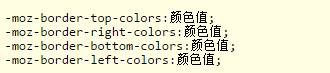 -moz-border-top-colors:颜色值;
-moz-border-right-colors:颜色值;
-moz-border-bottom-colors:颜色值;
-moz-border-left-colors:颜色值;